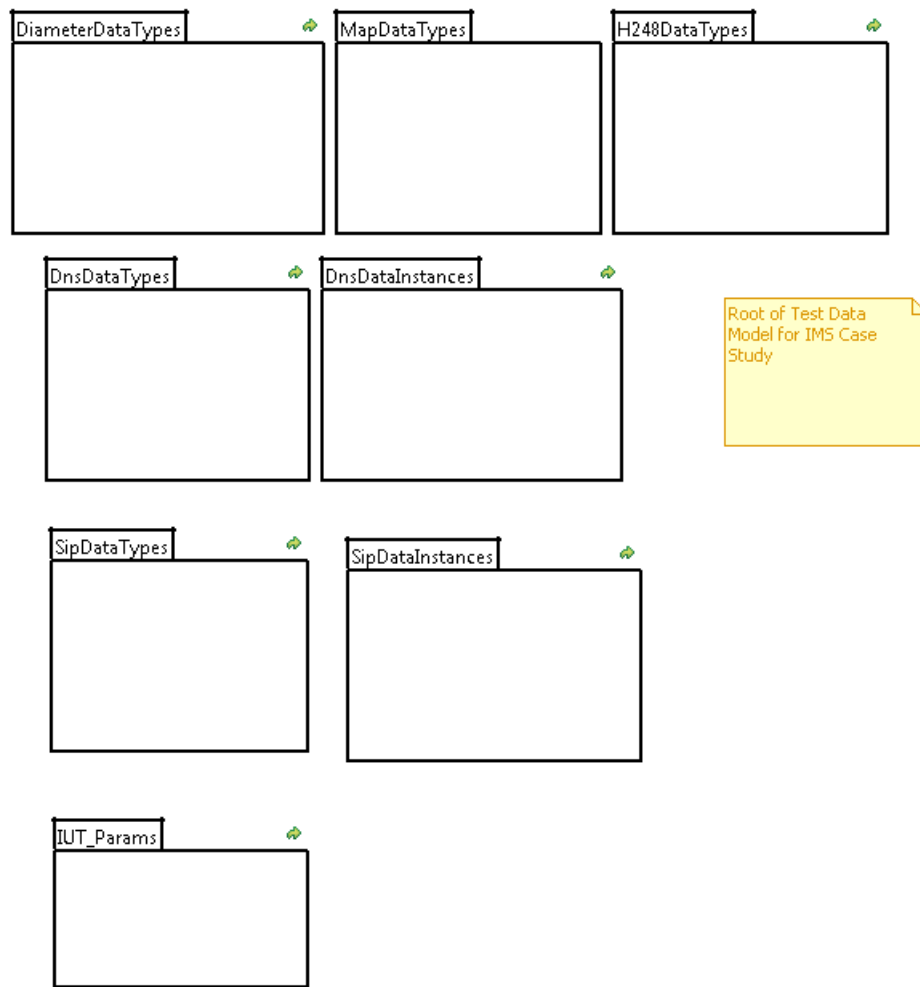 DiameterDataTypes
MapDataTypes
H248DataTypes
DnsDataTypes
DnsDataInstances
Root of Test Data
Model for IMS Case
Study
SipDataTypes
SipDataInstances
IUT_Params